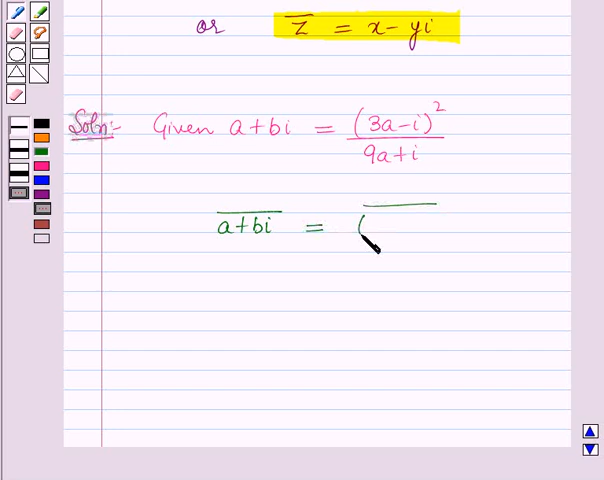 or z̅ = x - yi
Soln:- Given a+bi = (3a-i)² / 9a+i
a+bi̅ = (